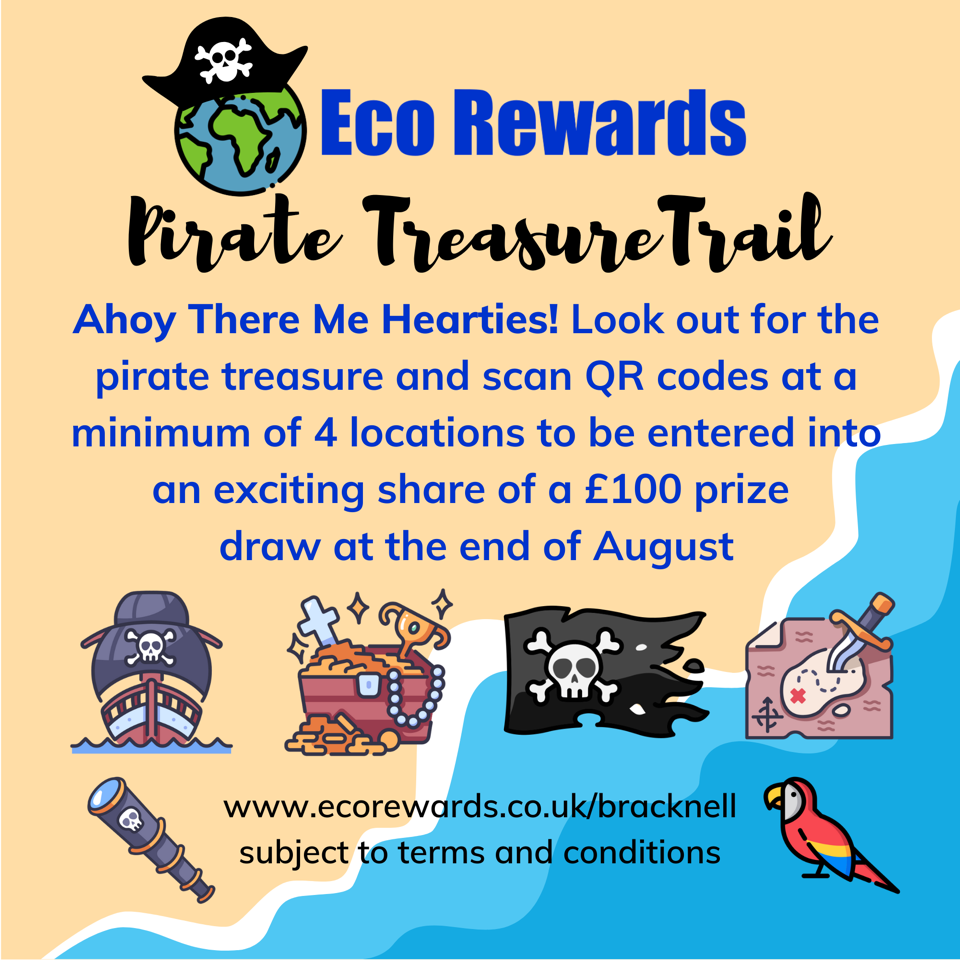 Eco Rewards
Pirate TreasureTrail
Ahoy There Me Hearties! Look out for the
pirate treasure and scan QR codes at a
minimum of 4 locations to be entered into
an exciting share of a £100 prize
draw at the end of August
www.ecorewards.co.uk/bracknell
subject to terms and conditions